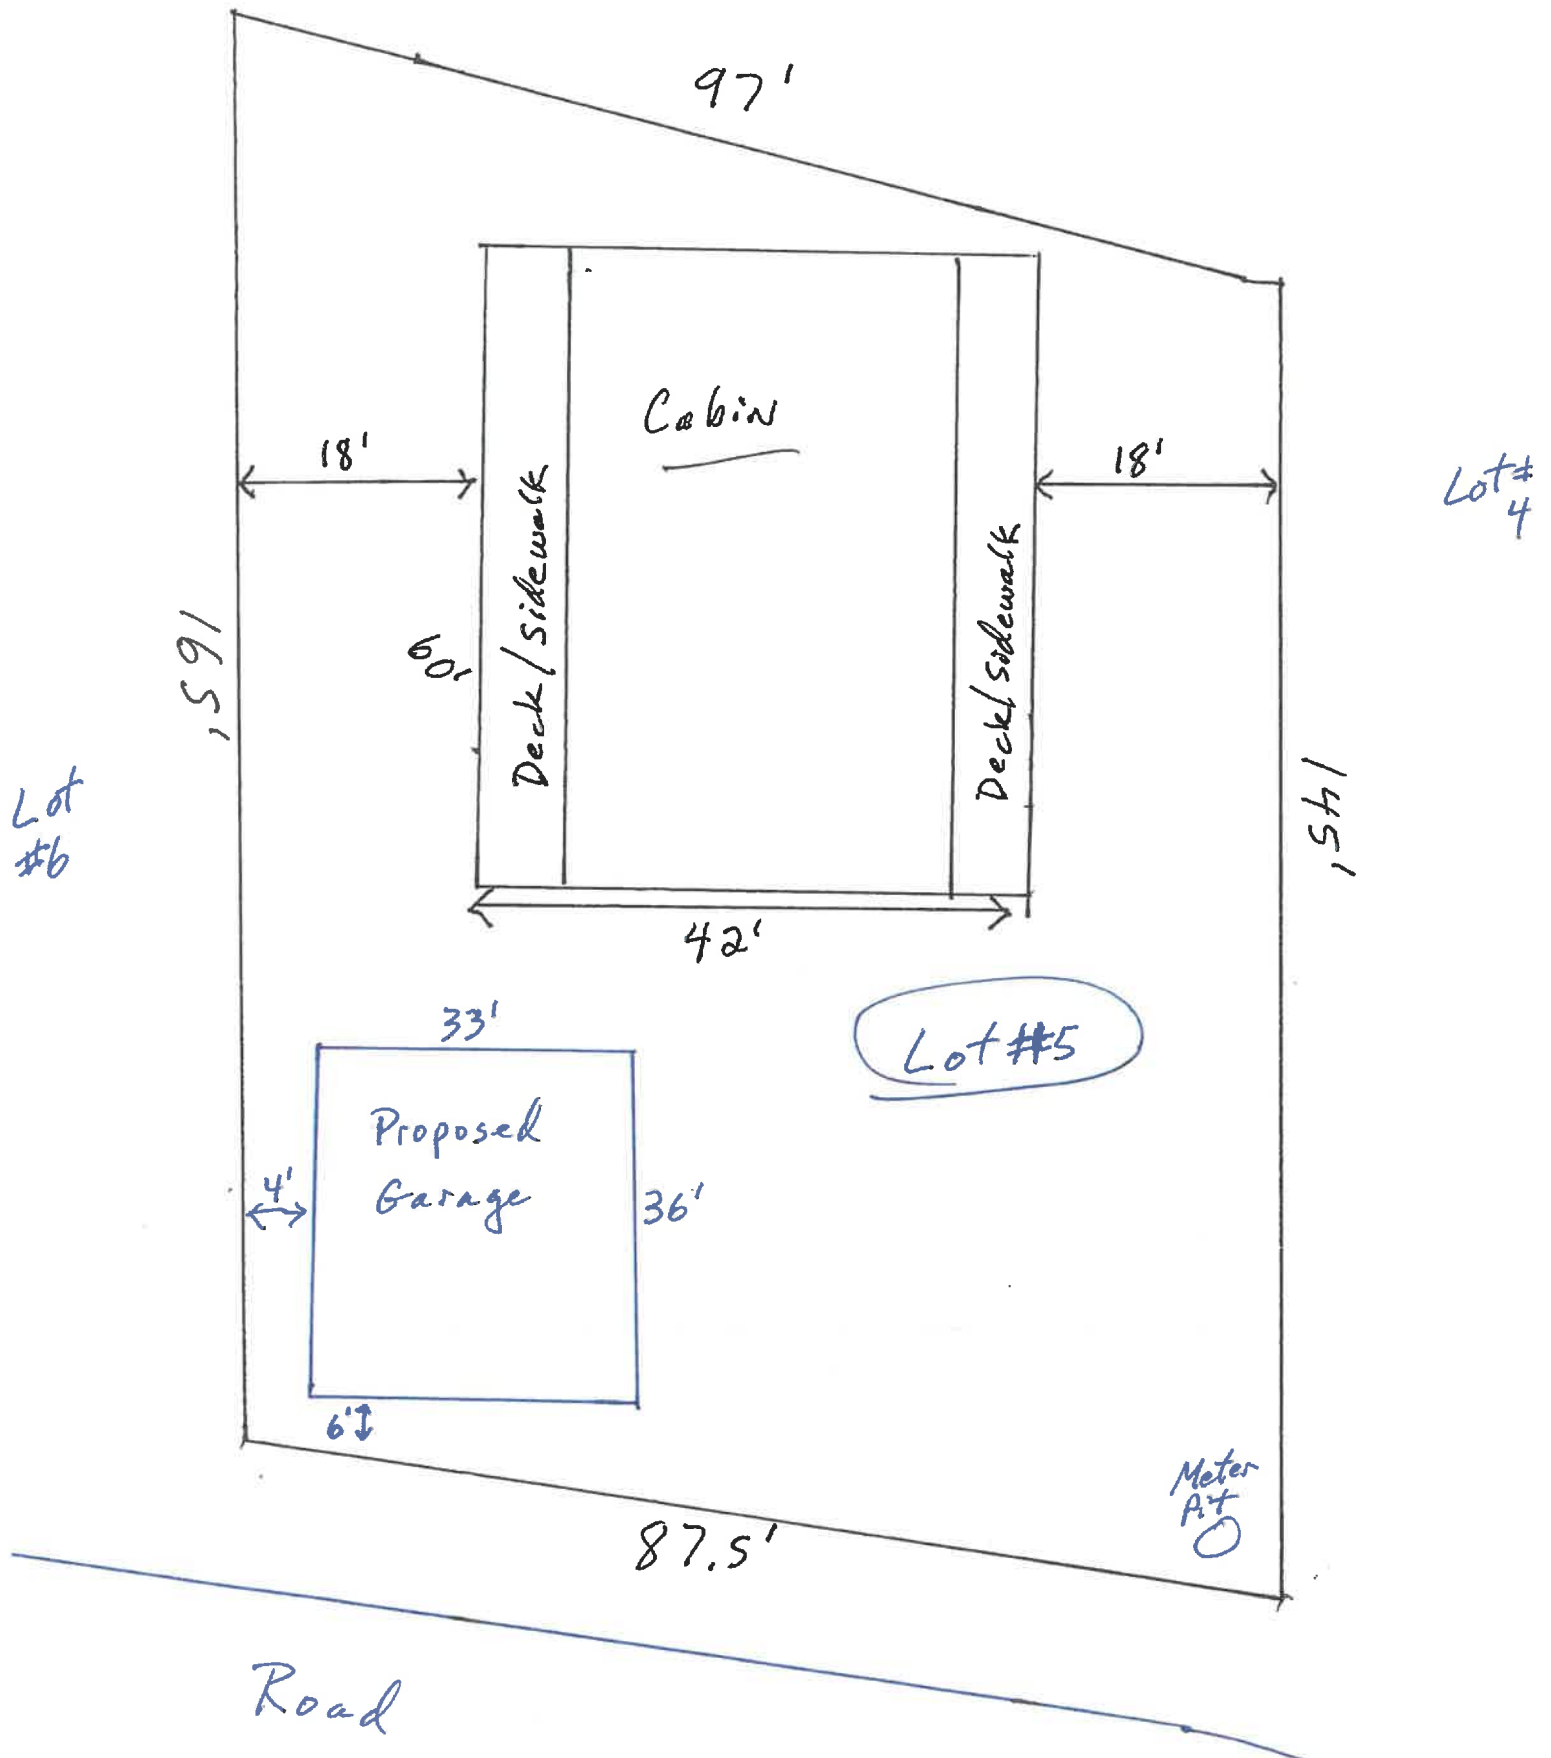 97'
Cabin
18'
18'
Lot#
4
Deck/sidewalk
Deck/sidewalk
60'
165'
Lot
#6
145'
42'
33'
Lot #5
Proposed
Garage
4'
36'
6'
Meter
Pit
87.5'
Road